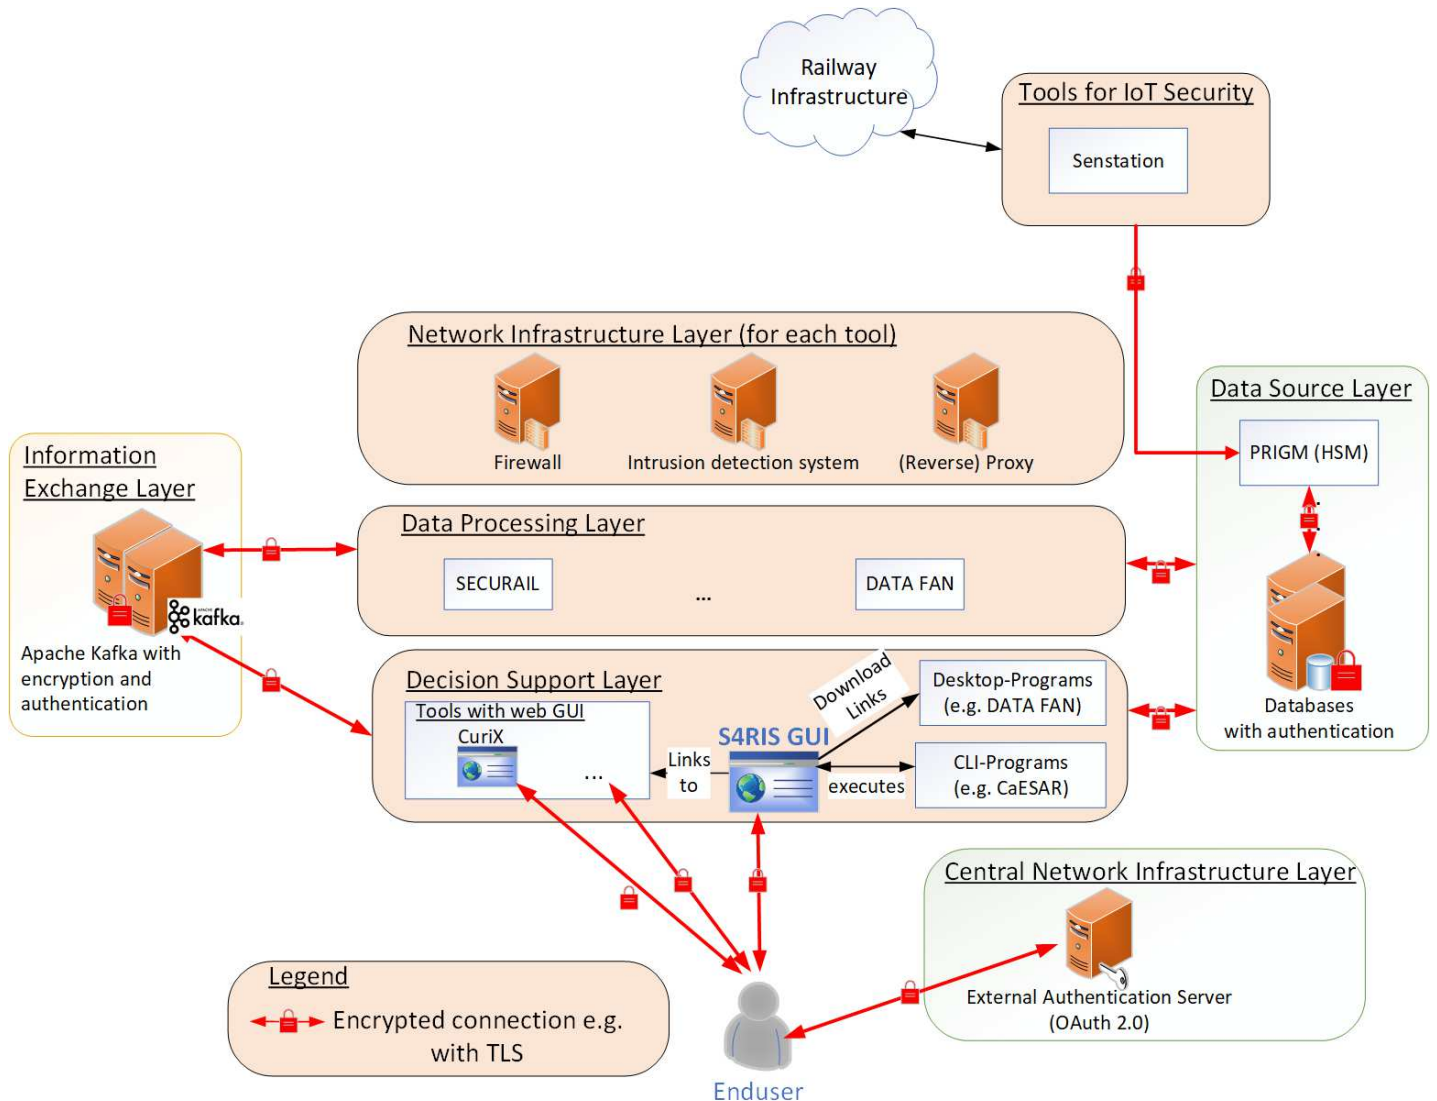 Railway
Infrastructure
Tools for IoT Security
Senstation
Network Infrastructure Layer (for each tool)
Firewall
Intrusion detection system
(Reverse) Proxy
Data Source Layer
PRIGM (HSM)
Databases
with authentication
Information
Exchange Layer
APACHE
kafka
Apache Kafka with
encryption and
authentication
Data Processing Layer
SECURAIL
...
DATA FAN
Decision Support Layer
Tools with web GUI
CuriX
...
Links
to
S4RIS GUI
Download
Links
executes
Desktop-Programs
(e.g. DATA FAN)
CLI-Programs
(e.g. CaESAR)
Central Network Infrastructure Layer
External Authentication Server
(OAuth 2.0)
Legend
Encrypted connection e.g.
with TLS
Enduser